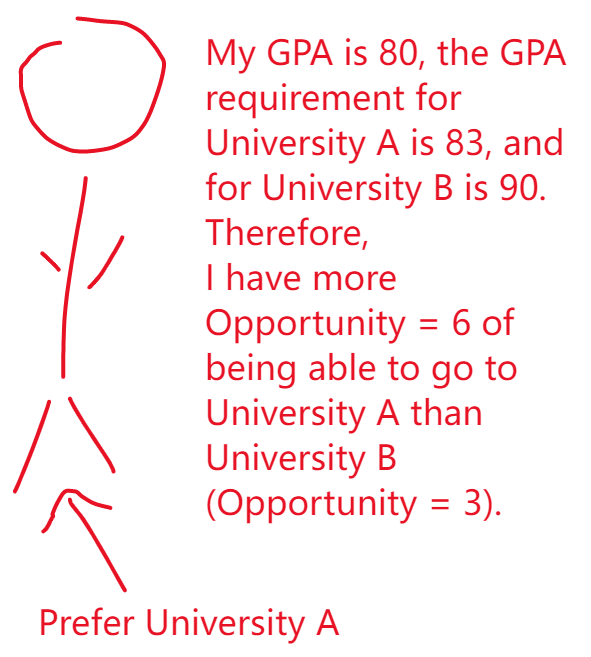 My GPA is 80, the GPA
requirement for
University A is 83, and
for University B is 90.
Therefore,
I have more
Opportunity = 6 of
being able to go to
University A than
University B
(Opportunity = 3).
Prefer University A